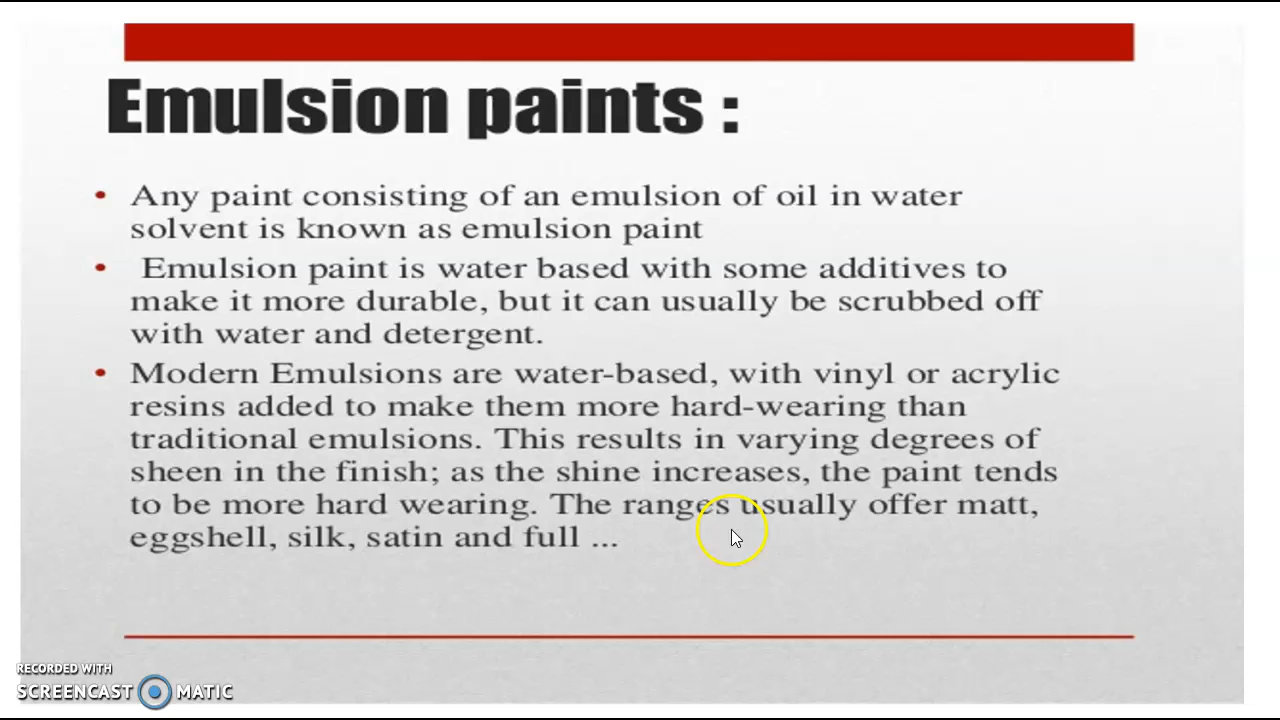 Emulsion paints :
• Any paint consisting of an emulsion of oil in water
solvent is known as emulsion paint
• Emulsion paint is water based with some additives to
make it more durable, but it can usually be scrubbed off
with water and detergent.
• Modern Emulsions are water-based, with vinyl or acrylic
resins added to make them more hard-wearing than
traditional emulsions. This results in varying degrees of
sheen in the finish; as the shine increases, the paint tends
to be more hard wearing. The ranges usually offer matt,
eggshell, silk, satin and full ...
RECORDED WITH
SCREENCAST MATIC